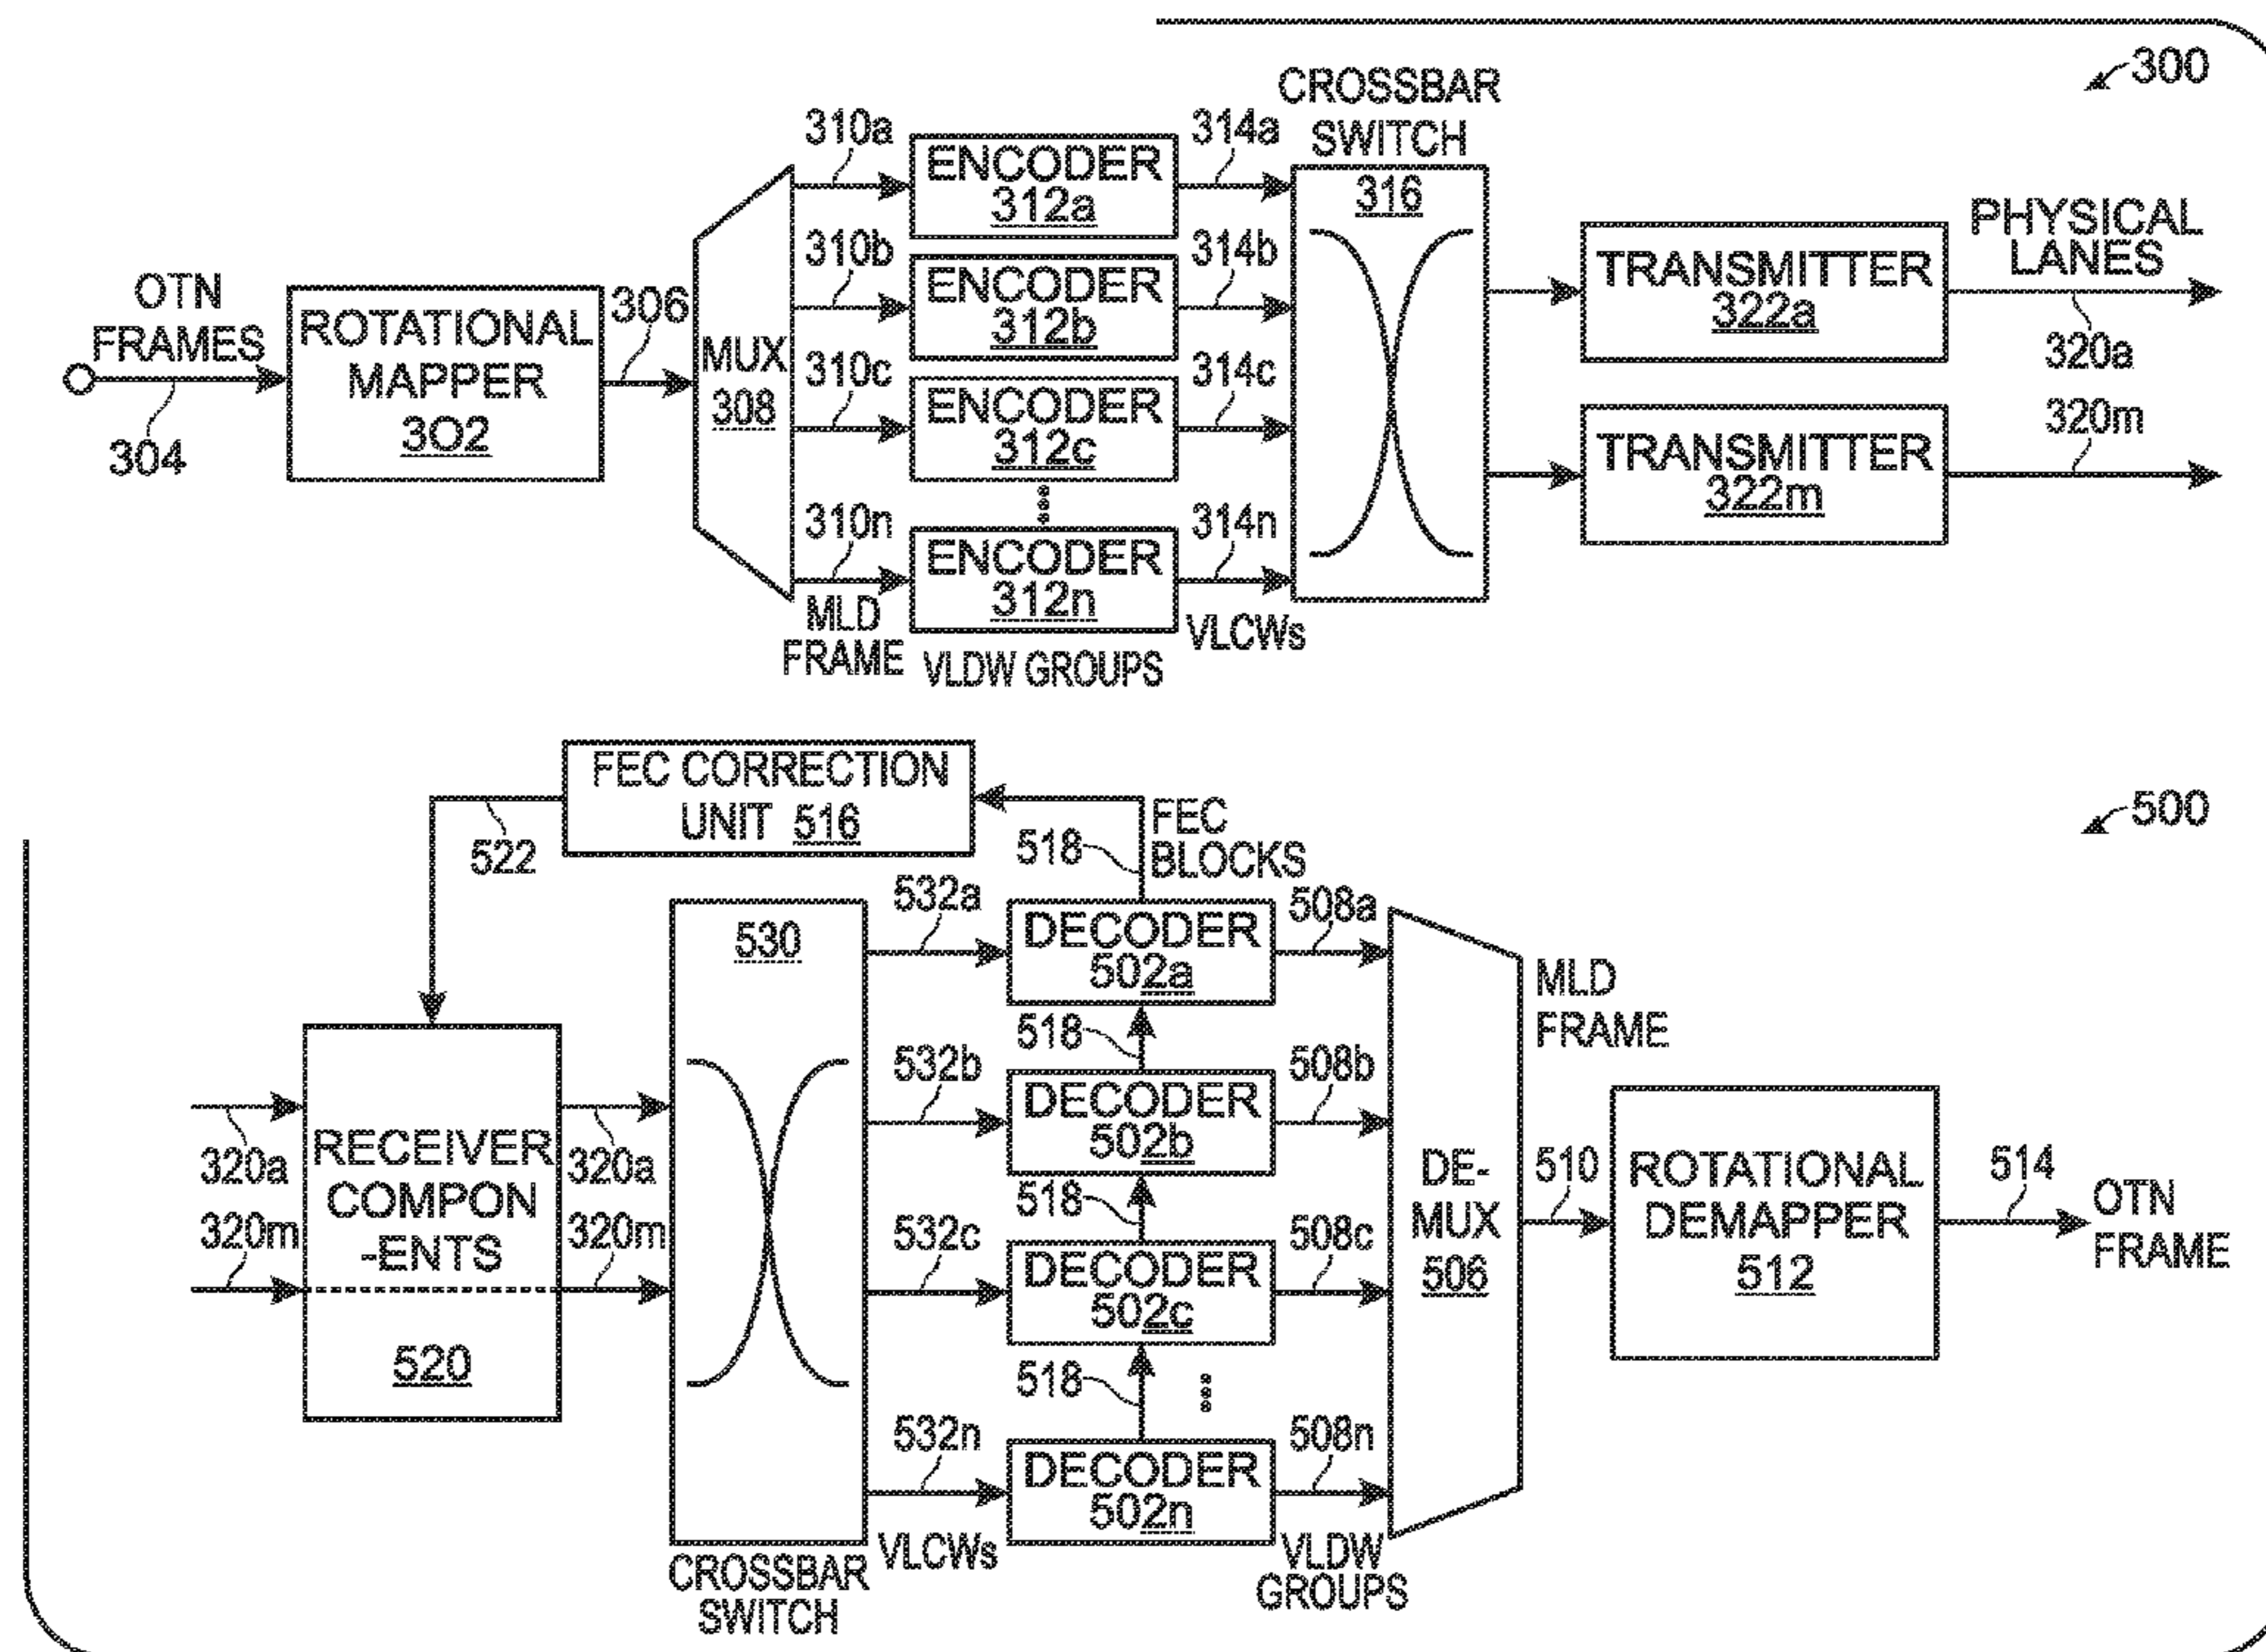 300
CROSSBAR
SWITCH
316
310a
ENCODER
312a
314a
310b
ENCODER
312b
314b
310c
ENCODER
312c
314c
310n
ENCODER
312n
314n
OTN
FRAMES
304
ROTATIONAL
MAPPER
302
306
MUX
308
MLD
FRAME
VLDW GROUPS
VLCWs
TRANSMITTER
322a
PHYSICAL
LANES
320a
TRANSMITTER
322m
320m
500
FEC CORRECTION
UNIT 516
522
518
FEC
BLOCKS
530
532a
DECODER
502a
508a
518
532b
DECODER
502b
508b
518
532c
DECODER
502c
508c
518
532n
DECODER
502n
508n
320a
320m
RECEIVER
COMPON
-ENTS
520
320a
320m
CROSSBAR
SWITCH
VLCWs
VLDW
GROUPS
DE-
MUX
506
MLD
FRAME
510
ROTATIONAL
DEMAPPER
512
514
OTN
FRAME